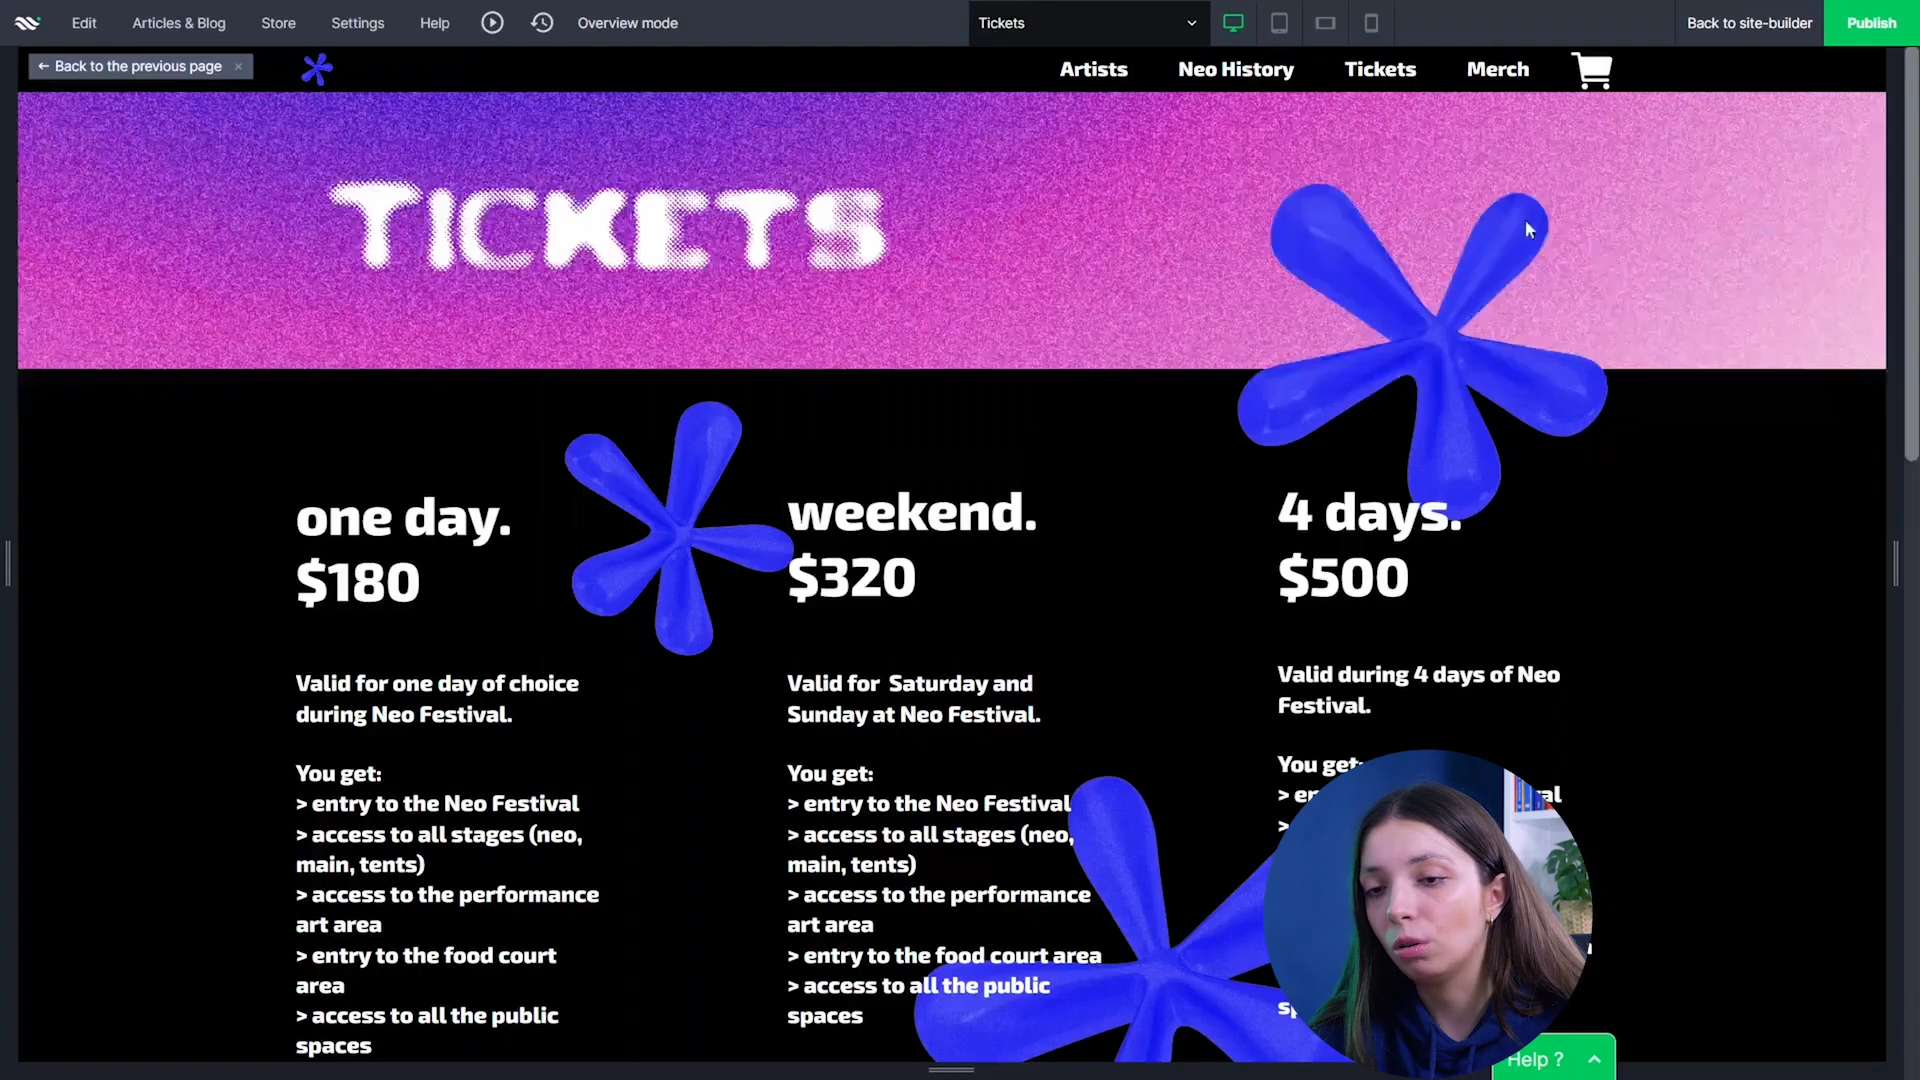 Edit
Articles & Blog
Store
Settings
Help
Overview mode
Tickets
Back to site-builder
Publish
← Back to the previous page ×
Artists
Neo History
Tickets
Merch
TICKETS
one day.
$180
Valid for one day of choice
during Neo Festival.
You get:
> entry to the Neo Festival
> access to all stages (neo,
main, tents)
> access to the performance
art area
> entry to the food court
area
> access to all the public
spaces
weekend.
$320
Valid for Saturday and
Sunday at Neo Festival.
You get:
> entry to the Neo Festival
> access to all stages (neo,
main, tents)
> access to the performance
art area
> entry to the food court area
> access to all the public
spaces
4 days.
$500
Valid during 4 days of Neo
Festival.
You get:
Help ?